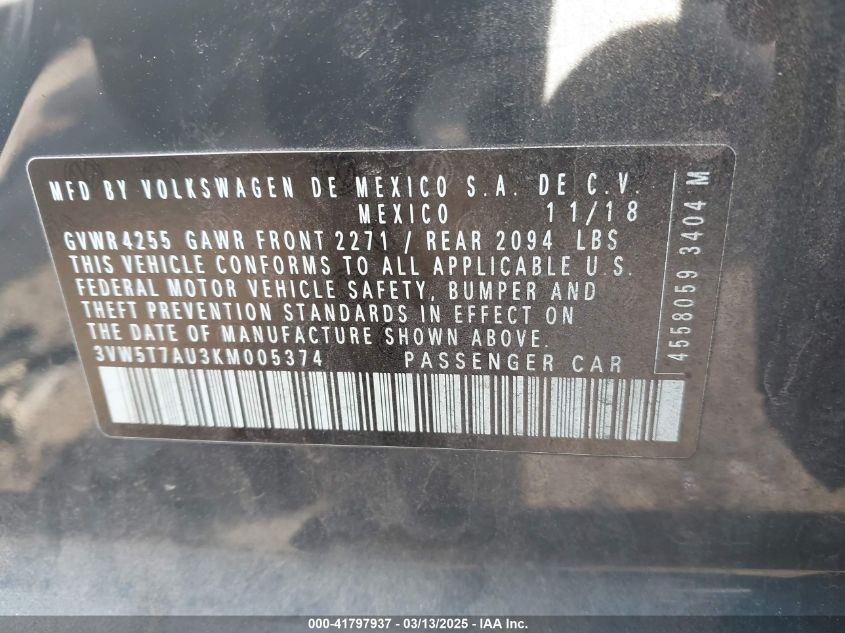 MFD BY VOLKSWAGEN DE MEXICO S.A. DE C.V.
MEXICO 11/18
GVWR 4255 GAWR FRONT 2271 / REAR 2094 LBS
THIS VEHICLE CONFORMS TO ALL APPLICABLE U.S.
FEDERAL MOTOR VEHICLE SAFETY, BUMPER AND
THEFT PREVENTION STANDARDS IN EFFECT ON
THE DATE OF MANUFACTURE SHOWN ABOVE.
3VW5T7AU3KM005374 PASSENGER CAR
4558059 3404 M
000-41797937 - 03/13/2025 - IAA Inc.